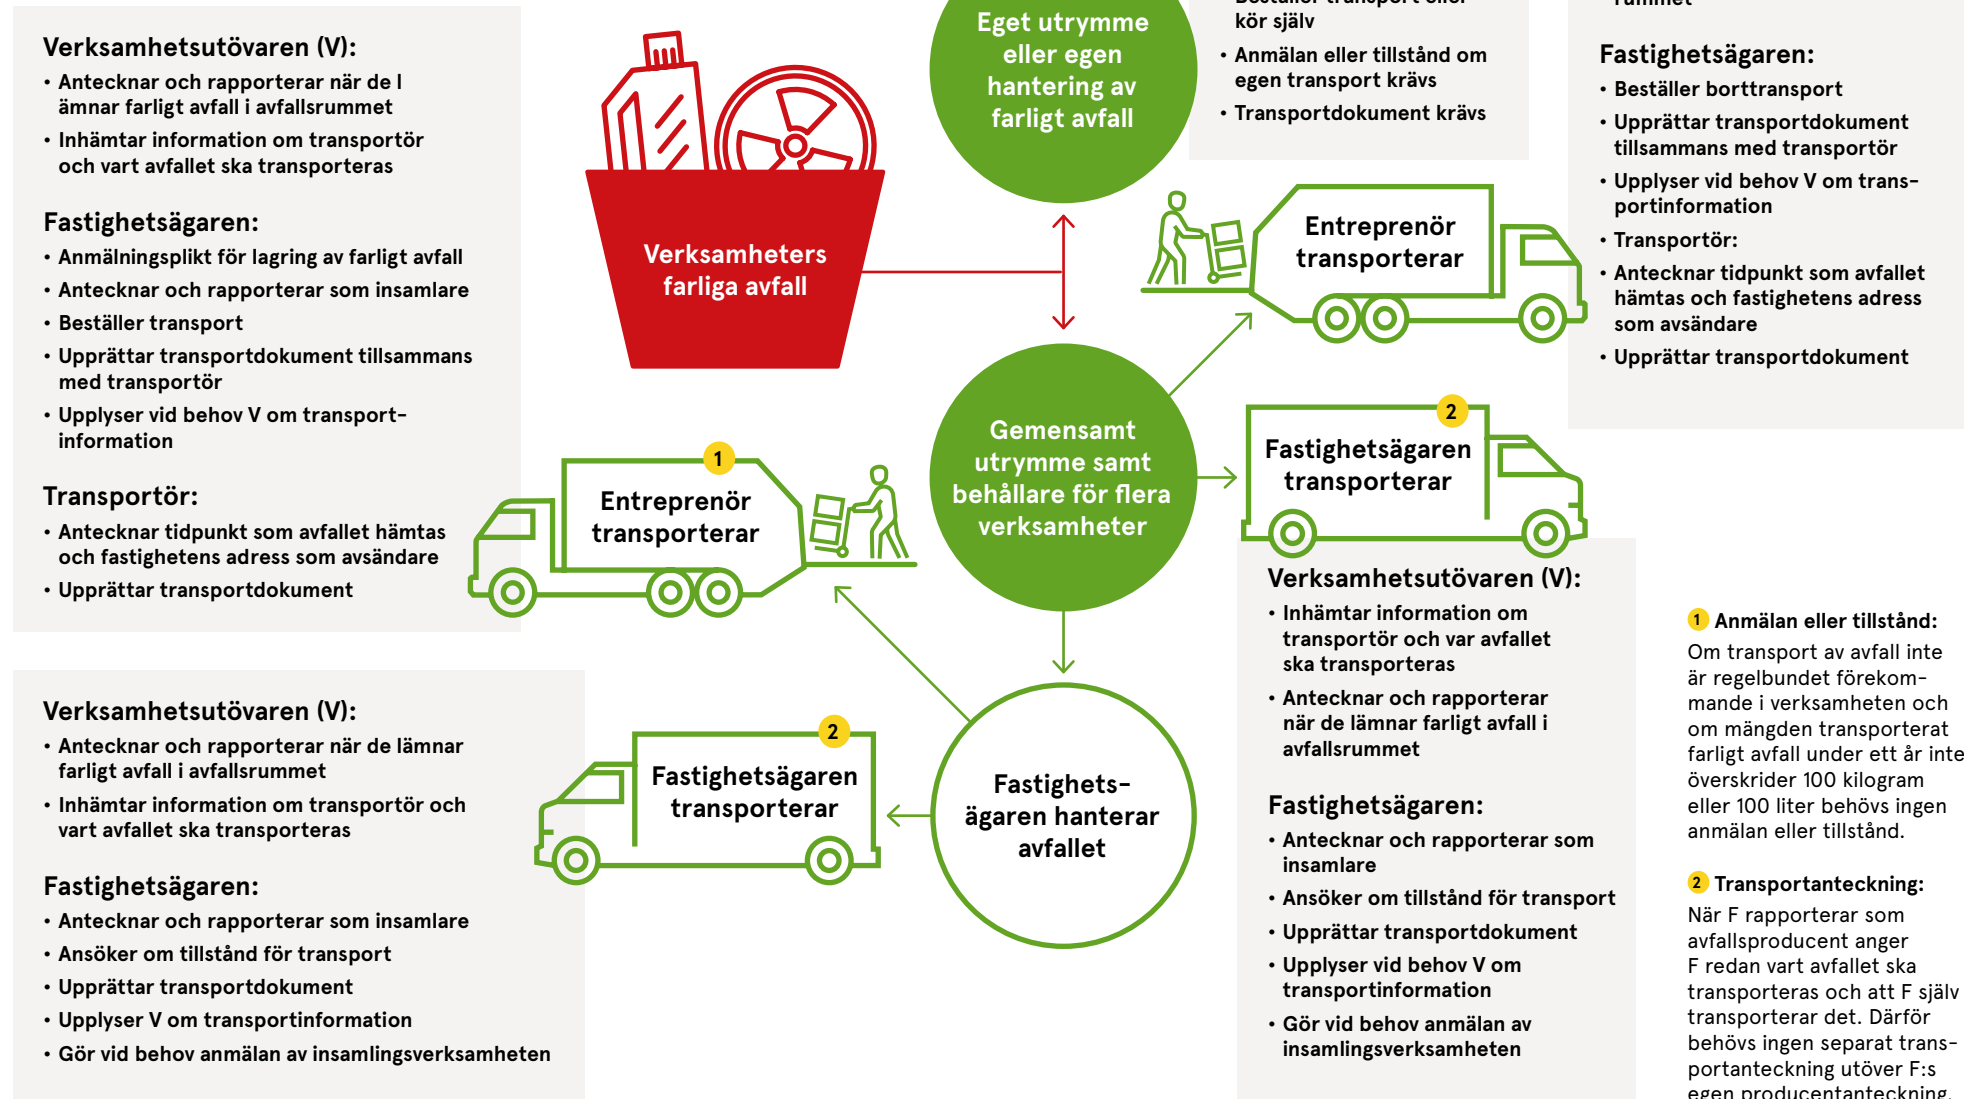 Verksamhetsutövaren (V):
• Antecknar och rapporterar när de l
ämnar farligt avfall i avfallsrummet
• Inhämtar information om transportör
och vart avfallet ska transporteras
Fastighetsägaren:
• Anmälningsplikt för lagring av farligt avfall
• Antecknar och rapporterar som insamlare
• Beställer transport
• Upprättar transportdokument tillsammans
med transportör
• Upplyser vid behov V om transport-
information
Transportör:
• Antecknar tidpunkt som avfallet hämtas
och fastighetens adress som avsändare
• Upprättar transportdokument
Verksamheters
farliga avfall
Eget utrymme
eller egen
hantering av
farligt avfall
Beställer transport eller
kör själv
• Anmälan eller tillstånd om
egen transport krävs
• Transportdokument krävs
Entreprenör
transporterar
rummet
Fastighetsägaren:
• Beställer borttransport
• Upprättar transportdokument
tillsammans med transportör
• Upplyser vid behov V om trans-
portinformation
• Transportör:
• Antecknar tidpunkt som avfallet
hämtas och fastighetens adress
som avsändare
• Upprättar transportdokument
1
Entreprenör
transporterar
Gemensamt
utrymme samt
behållare för flera
verksamheter
2
Fastighetsägaren
transporterar
Verksamhetsutövaren (V):
• Inhämtar information om
transportör och var avfallet
ska transporteras
• Antecknar och rapporterar
när de lämnar farligt avfall i
avfallsrummet
Fastighetsägaren:
• Antecknar och rapporterar som
insamlare
• Ansöker om tillstånd för transport
• Upprättar transportdokument
• Upplyser vid behov V om
transportinformation
• Gör vid behov anmälan av
insamlingsverksamheten
Verksamhetsutövaren (V):
• Antecknar och rapporterar när de lämnar
farligt avfall i avfallsrummet
• Inhämtar information om transportör och
vart avfallet ska transporteras
Fastighetsägaren:
• Antecknar och rapporterar som insamlare
• Ansöker om tillstånd för transport
• Upprättar transportdokument
• Upplyser V om transportinformation
• Gör vid behov anmälan av insamlingsverksamheten
2
Fastighetsägaren
transporterar
Fastighets-
ägaren hanterar
avfallet
1 Anmälan eller tillstånd:
Om transport av avfall inte
är regelbundet förekom-
mande i verksamheten och
om mängden transporterat
farligt avfall under ett år inte
överskrider 100 kilogram
eller 100 liter behövs ingen
anmälan eller tillstånd.
2 Transportanteckning:
När F rapporterar som
avfallsproducent anger
F redan vart avfallet ska
transporteras och att F själv
transporterar det. Därför
behövs ingen separat trans-
portanteckning utöver F:s
egen producentanteckning.